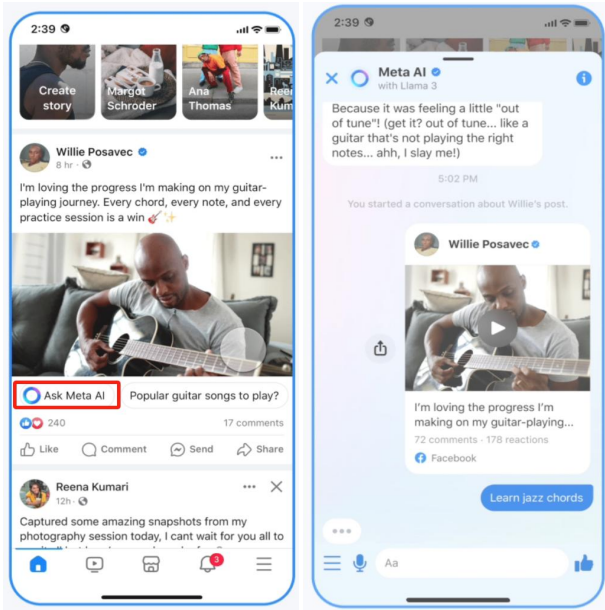 2:39
Create
story
Margot
Schroder
Ana
Thomas
Willie Posavec
8 hr ·
I'm loving the progress I'm making on my guitar-
playing journey. Every chord, every note, and every
practice session is a win 🎸✨
Ask Meta AI
Popular guitar songs to play?
240
17 comments
Like
Comment
Send
Share
Reena Kumari
12h ·
Captured some amazing snapshots from my
photography session today, I cant wait for you all to
3
2:39
Meta AI
with Llama 3
Because it was feeling a little "out
of tune"! (get it? out of tune... like a
guitar that's not playing the right
notes... ahh, I slay me!)
5:02 PM
You started a conversation about Willie's post.
Willie Posavec
I'm loving the progress I'm
making on my guitar-playing...
72 comments · 178 reactions
Facebook
Learn jazz chords
Aa